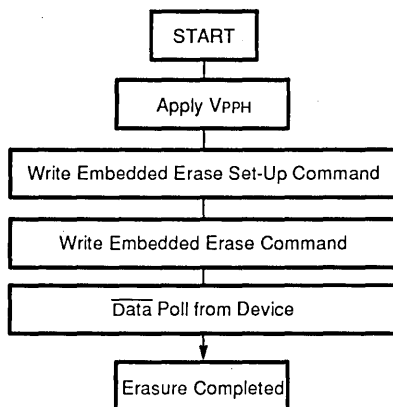 START
Apply VPPH
Write Embedded Erase Set-Up Command
Write Embedded Erase Command
Data Poll from Device
Erasure Completed